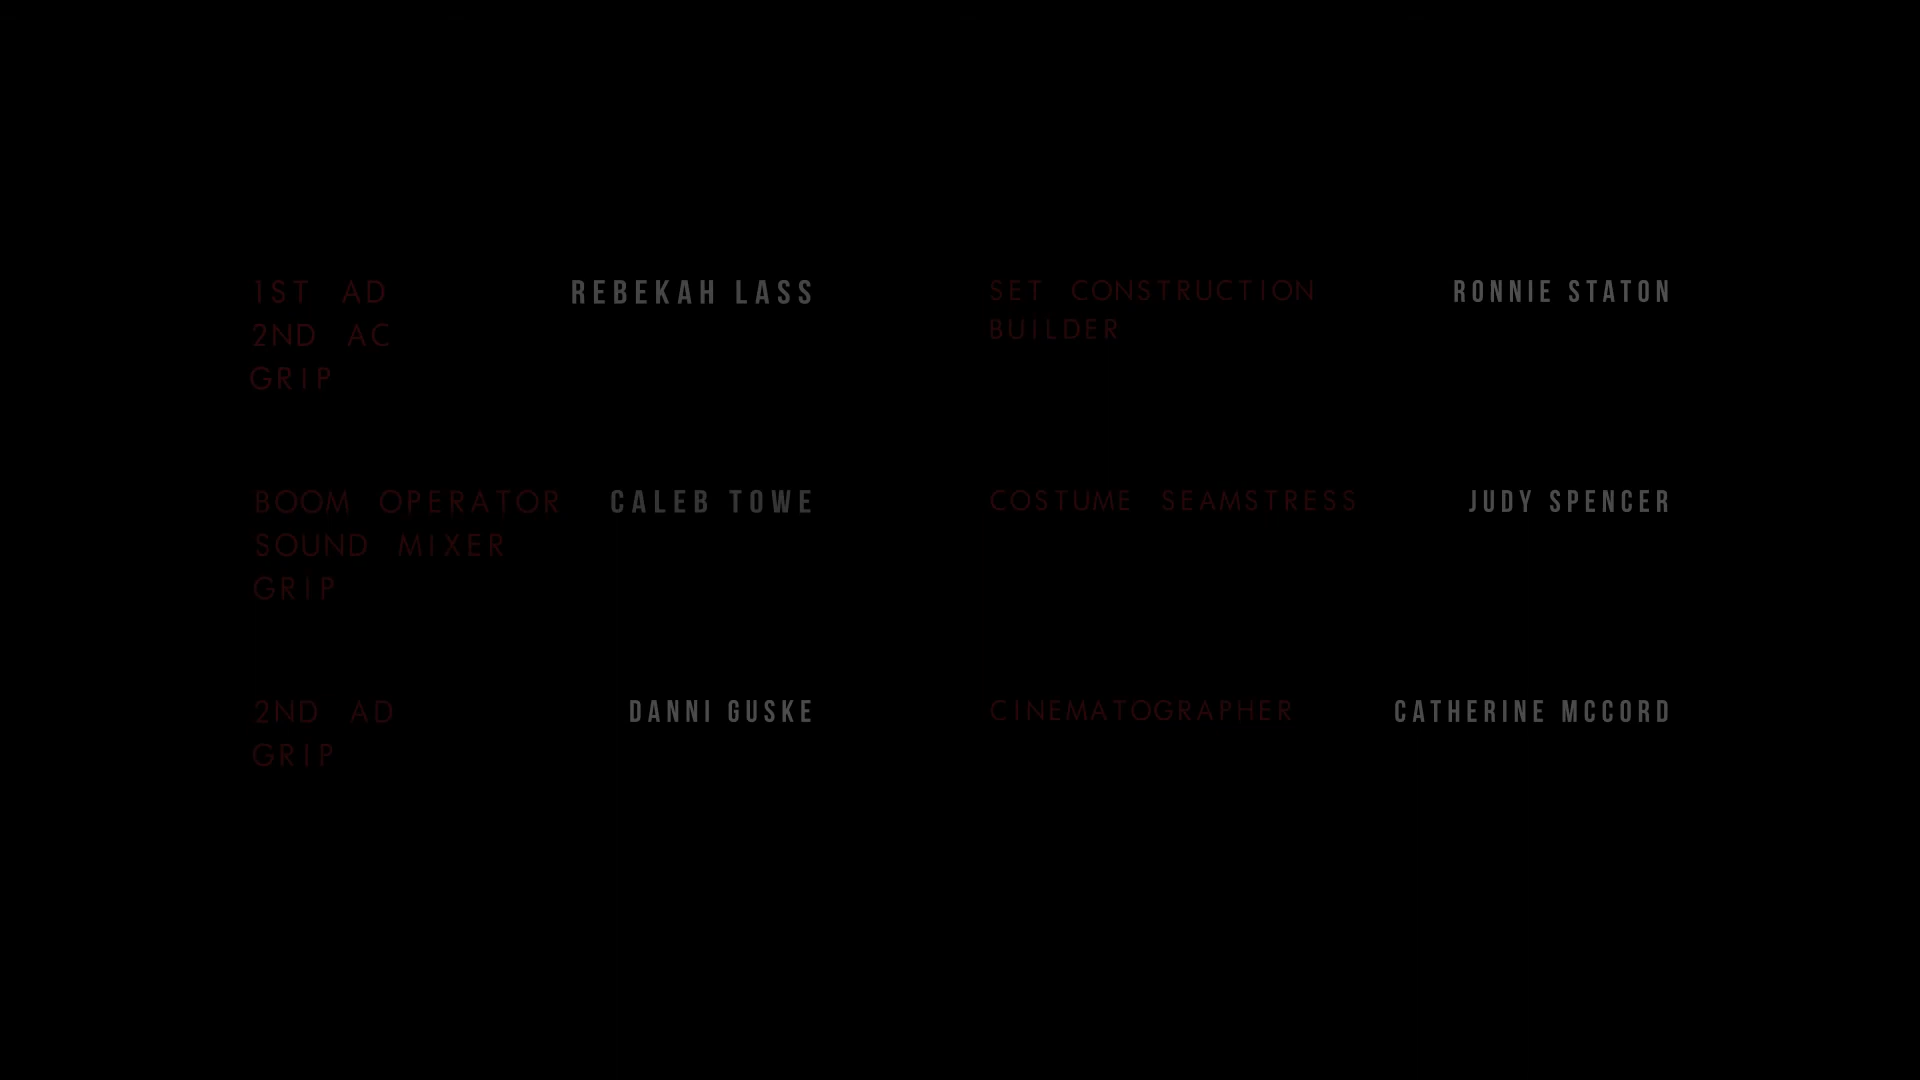 1ST AD REBEKAH LASS
2ND AC
GRIP
BOOM OPERATOR CALEB TOWE
SOUND MIXER
GRIP
2ND AD DANNI GUSKE
GRIP
SET CONSTRUCTION RONNIE STATON
BUILDER
COSTUME SEAMSTRESS JUDY SPENCER
CINEMATOGRAPHER CATHERINE MCCORD